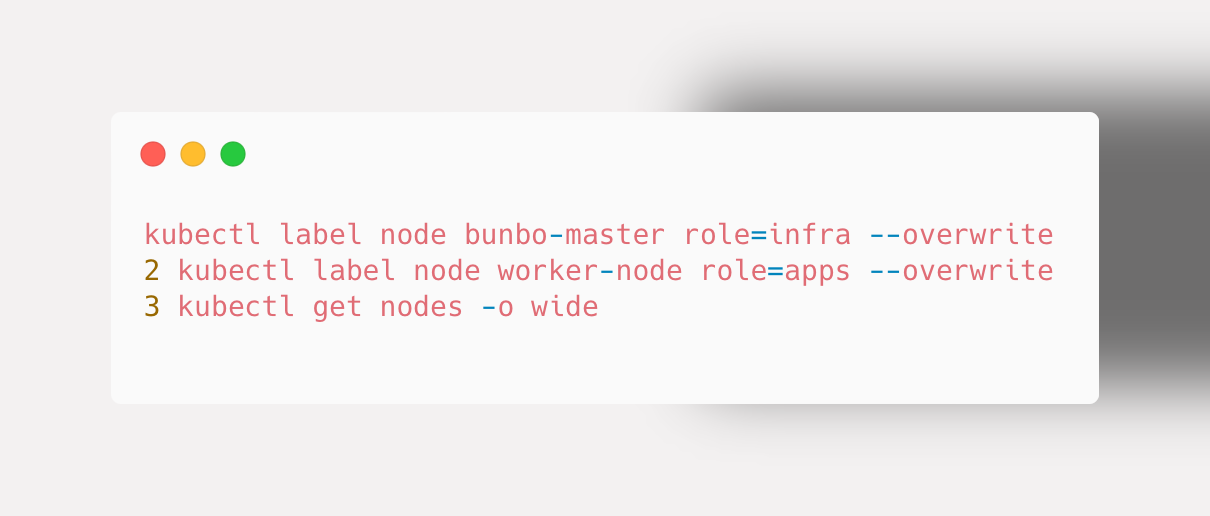 kubectl label node bunbo-master role=infra --overwrite
2 kubectl label node worker-node role=apps --overwrite
3 kubectl get nodes -o wide